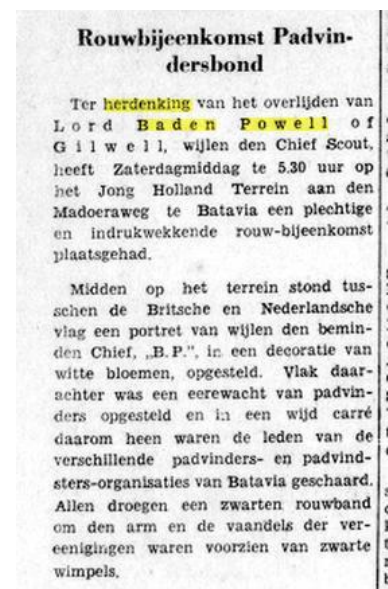 Rouwbijeenkomst Padvin-
dersbond
Ter herdenking van het overlijden van
Lord Baden Powell of
Gilwell, wijlen den Chief Scout,
heeft Zaterdagmiddag te 5.30 uur op
het Jong Holland Terrein aan den
Madoeraweg te Batavia een plechtige
en indrukwekkende rouw-bijeenkomst
plaatsgehad.
Midden op het terrein stond tus-
schen de Britsche en Nederlandsche
vlag een portret van wijlen den bemin-
den Chief, „B.P.”, in een decoratie van
witte bloemen, opgesteld. Vlak daar-
achter was een eerewacht van padvin-
ders opgesteld en in een wijd carré
daarom heen waren de leden van de
verschillende padvinders- en padvind-
sters-organisaties van Batavia geschaard.
Allen droegen een zwarten rouwband
om den arm en de vaandels der ver-
eenigingen waren voorzien van zwarte
wimpels.